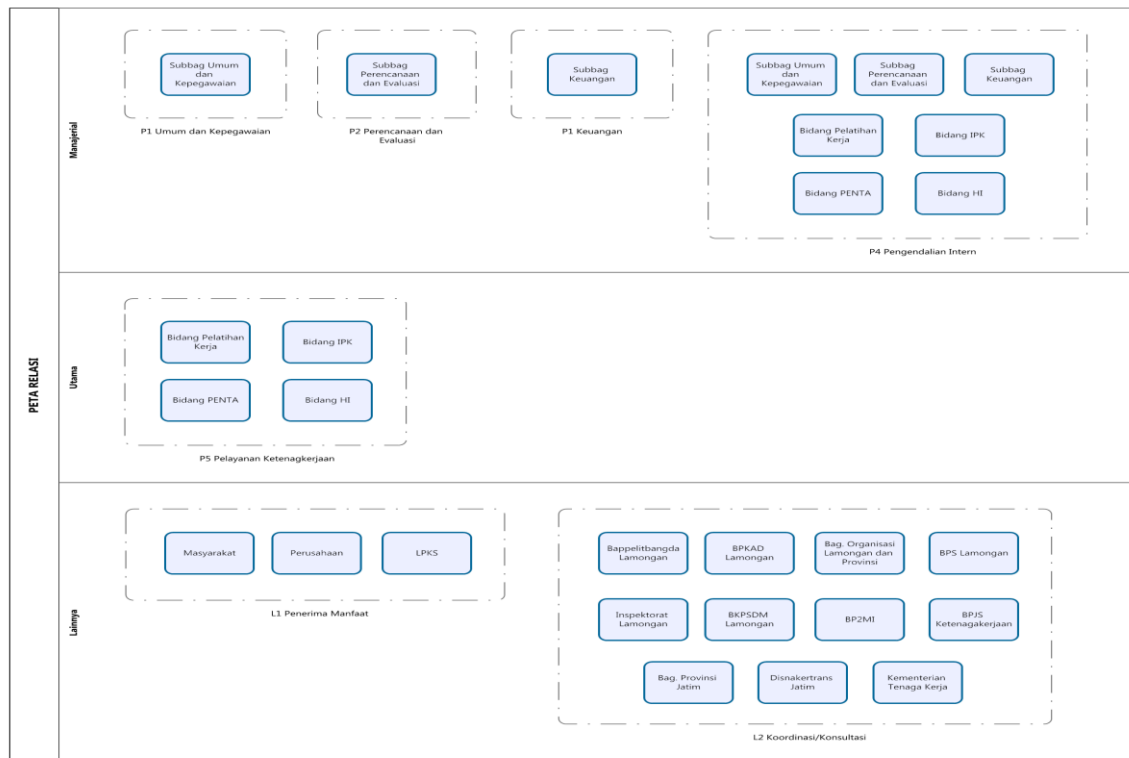 PETA RELASI
Manajerial
Subbag Umum
dan
Kepegawaian
P1 Umum dan Kepegawaian
Subbag
Perencanaan
dan Evaluasi
P2 Perencanaan dan
Evaluasi
Subbag
Keuangan
P1 Keuangan
Subbag Umum
dan
Kepegawaian
Subbag
Perencanaan
dan Evaluasi
Subbag
Keuangan
Bidang Pelatihan
Kerja
Bidang IPK
Bidang PENTA
Bidang HI
P4 Pengendalian Intern
Utama
Bidang Pelatihan
Kerja
Bidang IPK
Bidang PENTA
Bidang HI
P5 Pelayanan Ketenagkerjaan
Lainnya
Masyarakat
Perusahaan
LPKS
L1 Penerima Manfaat
Bappelitbangda
Lamongan
BPKAD
Lamongan
Bag. Organisasi
Lamongan dan
Provinsi
BPS Lamongan
Inspektorat
Lamongan
BKPSDM
Lamongan
BP2MI
BPJS
Ketenagakerjaan
Bag. Provinsi
Jatim
Disnakertrans
Jatim
Kementerian
Tenaga Kerja
L2 Koordinasi/Konsultasi